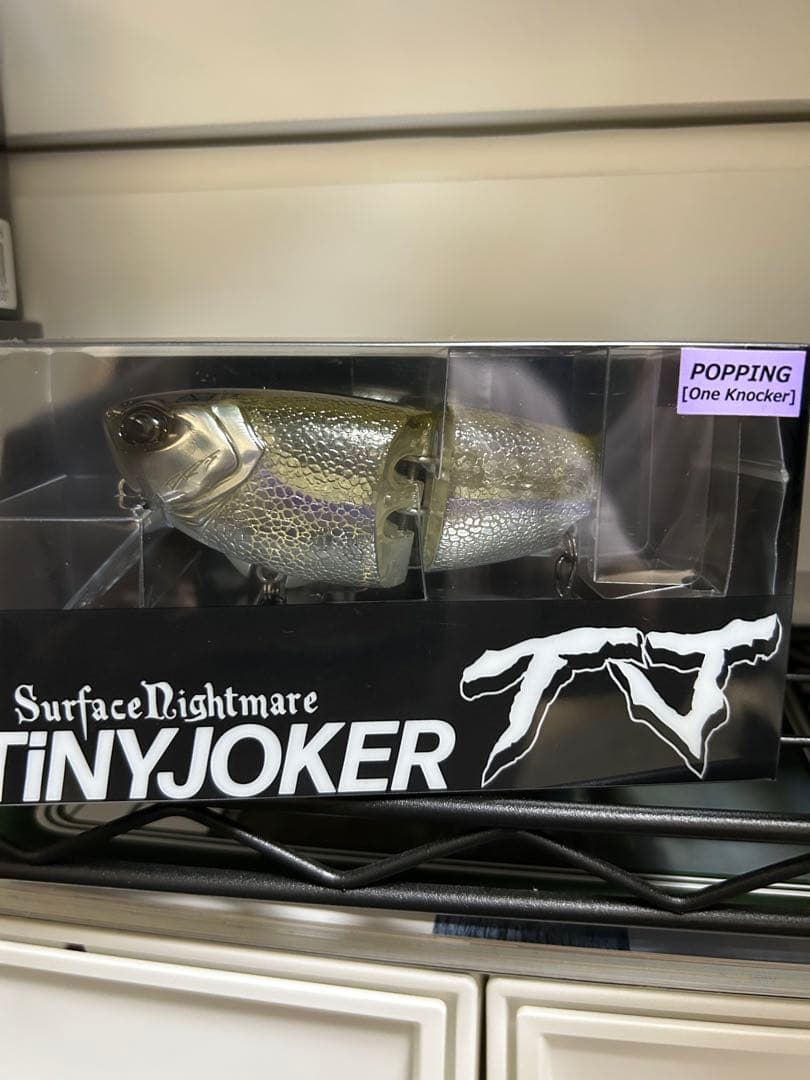 POPPING
[One Knocker]
SurfaceNightmare
TiNYJOKER
TJ